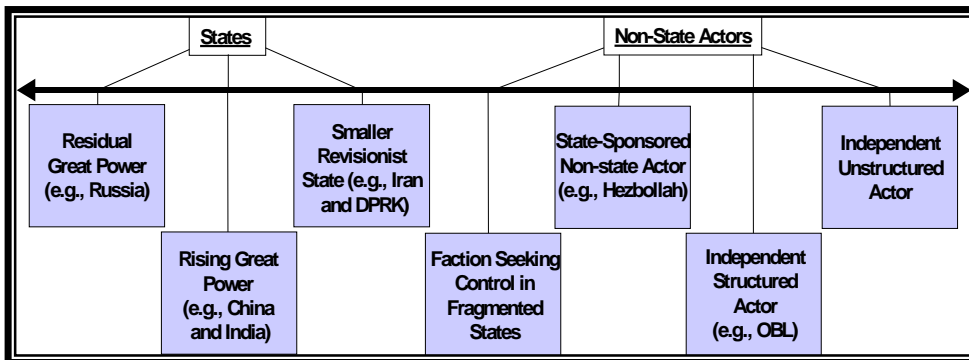 States
Non-State Actors
Residual
Great Power
(e.g., Russia)
Rising Great
Power
(e.g., China
and India)
Smaller
Revisionist
State (e.g., Iran
and DPRK)
Faction Seeking
Control in
Fragmented
States
State-Sponsored
Non-state Actor
(e.g., Hezbollah)
Independent
Structured
Actor
(e.g., OBL)
Independent
Unstructured
Actor